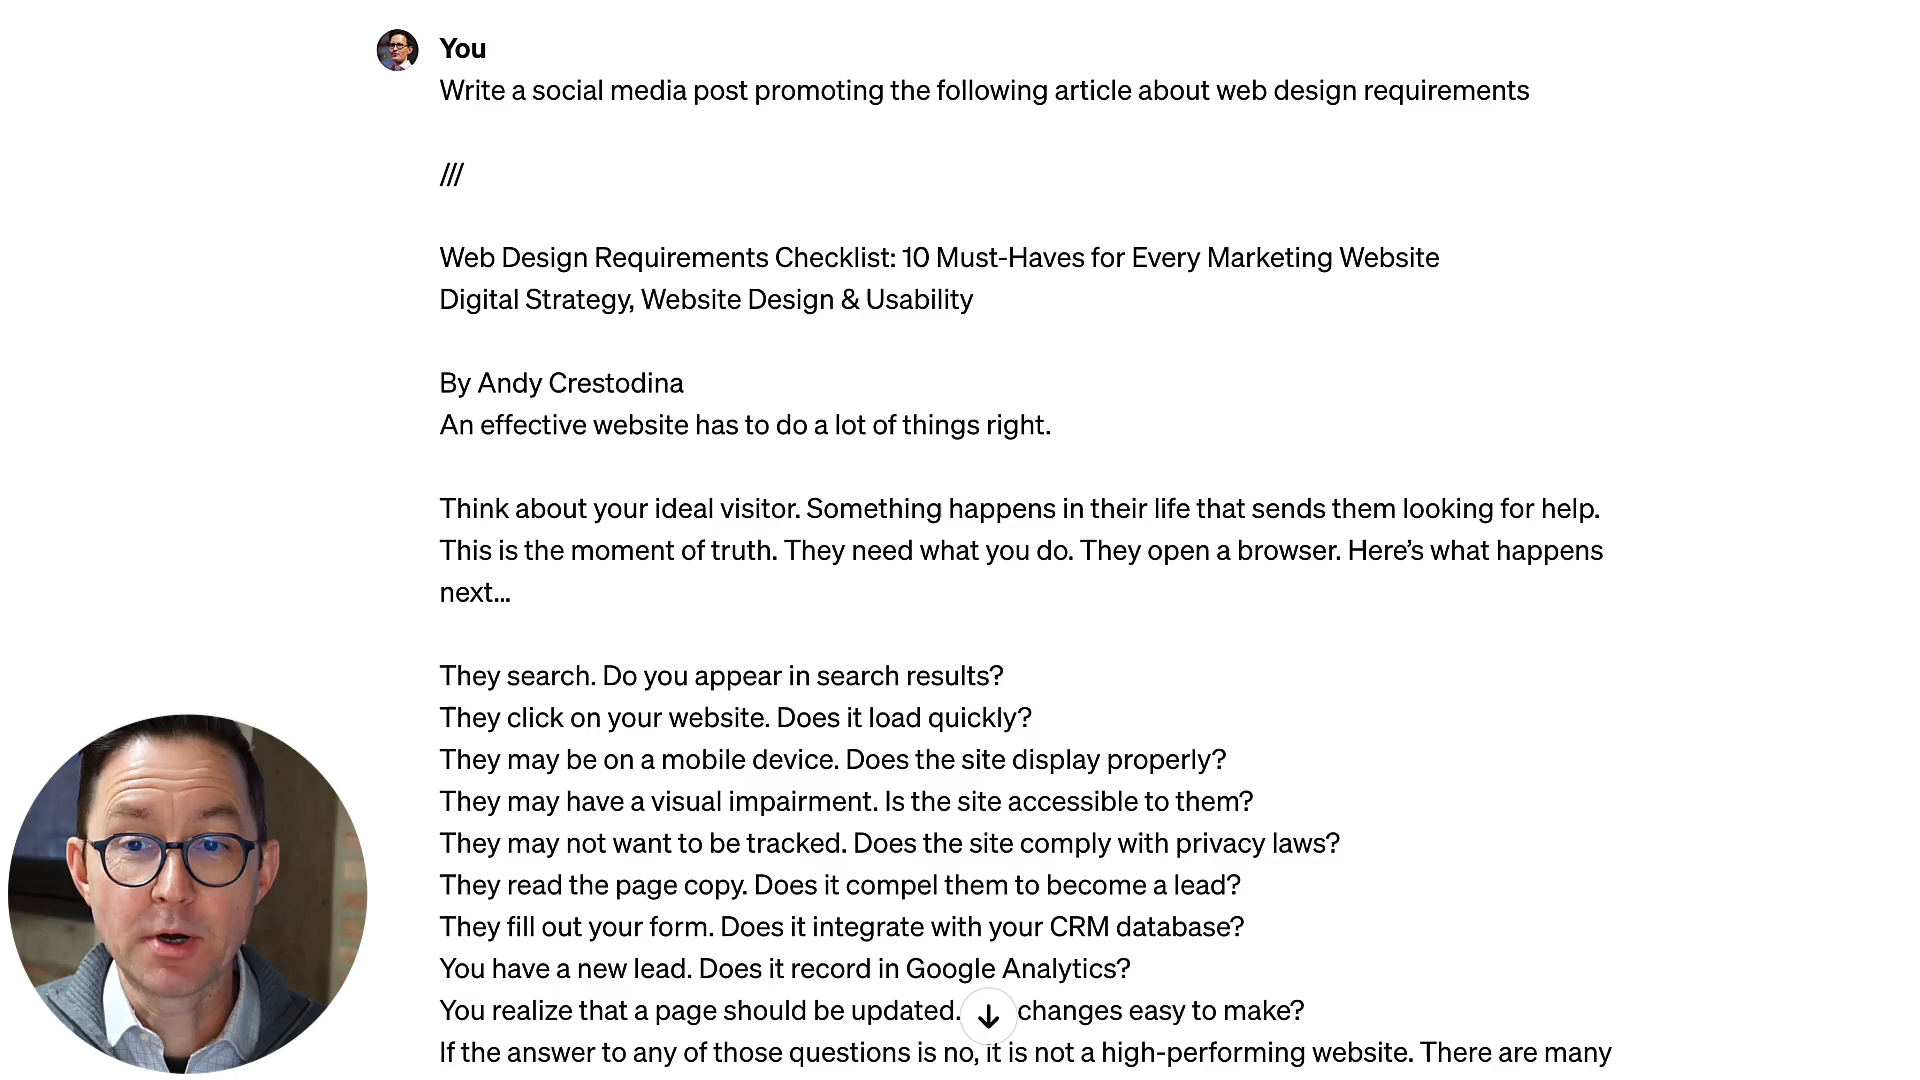 You
Write a social media post promoting the following article about web design requirements
///
Web Design Requirements Checklist: 10 Must-Haves for Every Marketing Website
Digital Strategy, Website Design & Usability
By Andy Crestodina
An effective website has to do a lot of things right.
Think about your ideal visitor. Something happens in their life that sends them looking for help.
This is the moment of truth. They need what you do. They open a browser. Here’s what happens
next…
They search. Do you appear in search results?
They click on your website. Does it load quickly?
They may be on a mobile device. Does the site display properly?
They may have a visual impairment. Is the site accessible to them?
They may not want to be tracked. Does the site comply with privacy laws?
They read the page copy. Does it compel them to become a lead?
They fill out your form. Does it integrate with your CRM database?
You have a new lead. Does it record in Google Analytics?
You realize that a page should be updated. changes easy to make?
If the answer to any of those questions is no, it is not a high-performing website. There are many